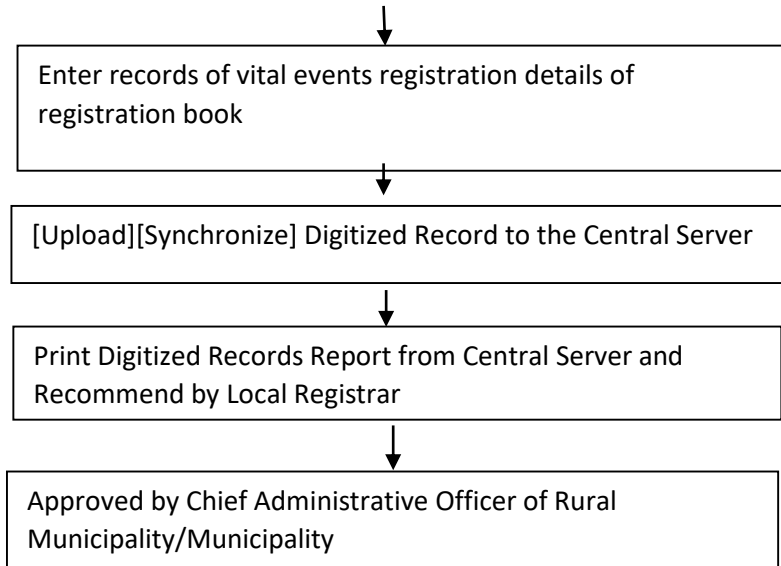 Enter records of vital events registration details of
registration book
[Upload][Synchronize] Digitized Record to the Central Server
Print Digitized Records Report from Central Server and
Recommend by Local Registrar
Approved by Chief Administrative Officer of Rural
Municipality/Municipality